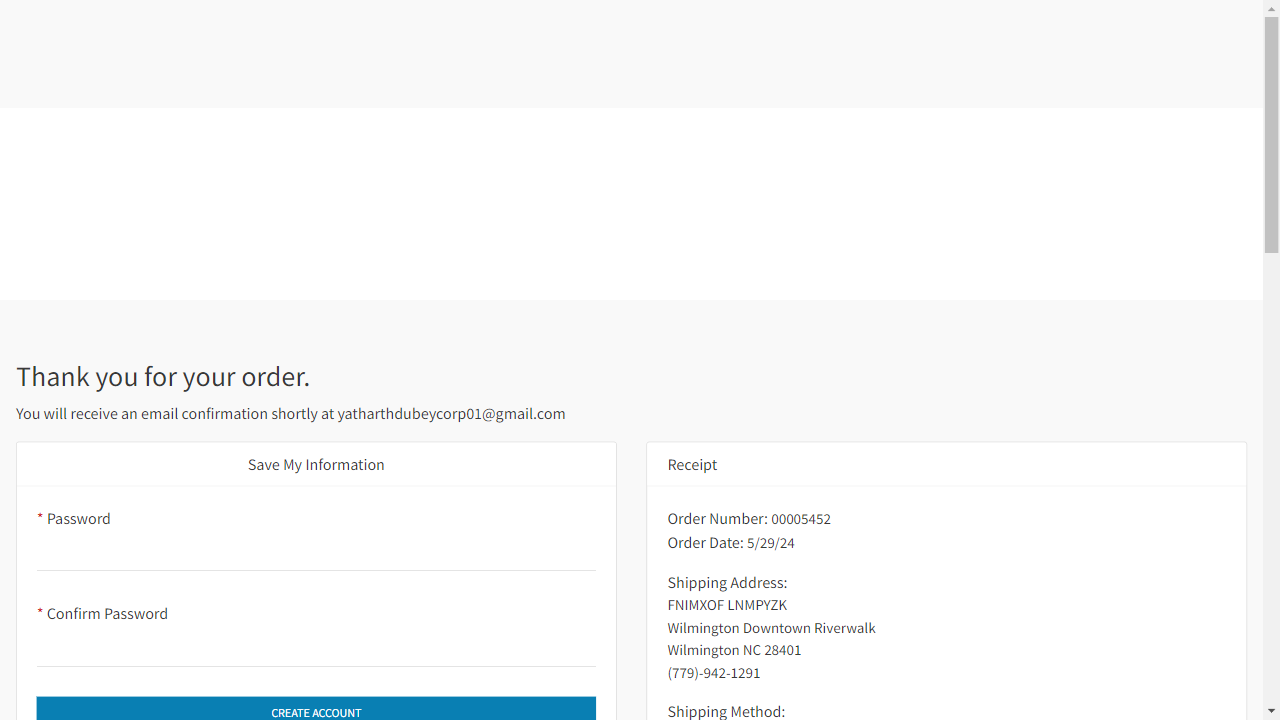 Thank you for your order.
You will receive an email confirmation shortly at yatharthdubeycorp01@gmail.com
Save My Information
* Password
* Confirm Password
CREATE ACCOUNT
Receipt
Order Number: 00005452
Order Date: 5/29/24
Shipping Address:
FNIMXOF LNMPYZK
Wilmington Downtown Riverwalk
Wilmington NC 28401
(779)-942-1291
Shipping Method: